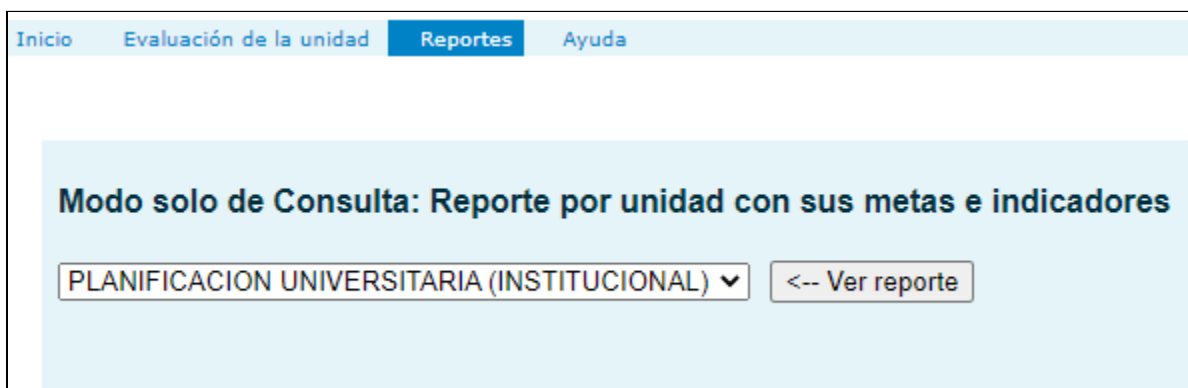 Inicio Evaluación de la unidad Reportes Ayuda
Modo solo de Consulta: Reporte por unidad con sus metas e indicadores
PLANIFICACION UNIVERSITARIA (INSTITUCIONAL) <-- Ver reporte